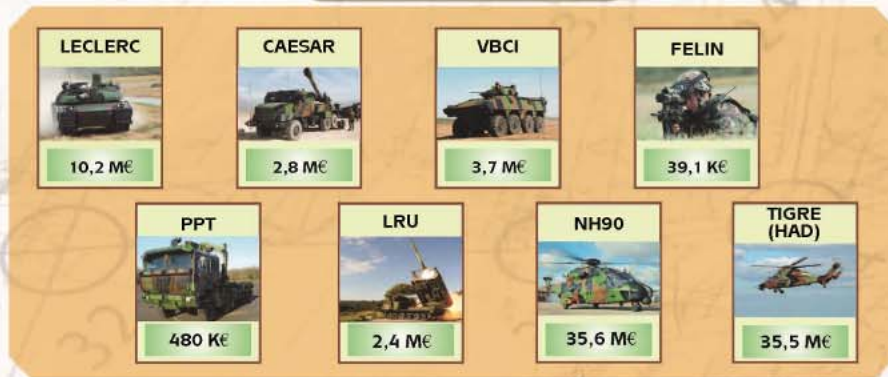 LECLERC
10,2 M€
CAESAR
2,8 M€
VBCI
3,7 M€
FELIN
39,1 K€
PPT
480 K€
LRU
2,4 M€
NH90
35,6 M€
TIGRE
(HAD)
35,5 M€